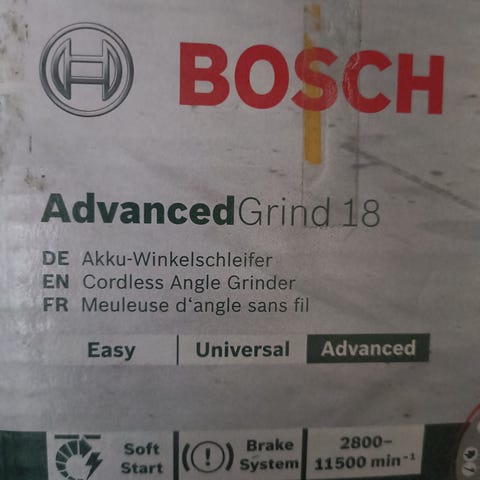 BOSCH
AdvancedGrind 18
DE Akku-Winkelschleifer
EN Cordless Angle Grinder
FR Meuleuse d'angle sans fil
Easy Universal Advanced
Soft Start
(!) Brake System
2800–
11500 min⁻¹